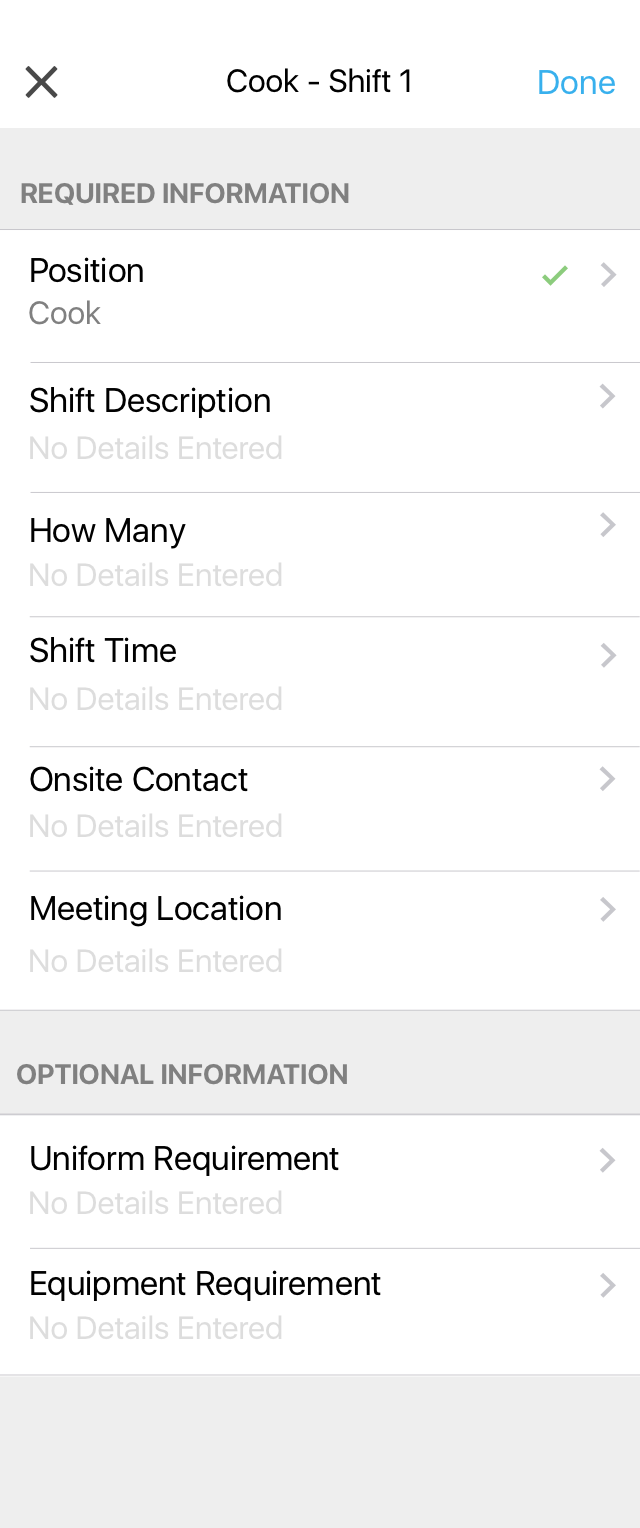 Cook - Shift 1
Done
REQUIRED INFORMATION
Position
Cook
Shift Description
No Details Entered
How Many
No Details Entered
Shift Time
No Details Entered
Onsite Contact
No Details Entered
Meeting Location
No Details Entered
OPTIONAL INFORMATION
Uniform Requirement
No Details Entered
Equipment Requirement
No Details Entered